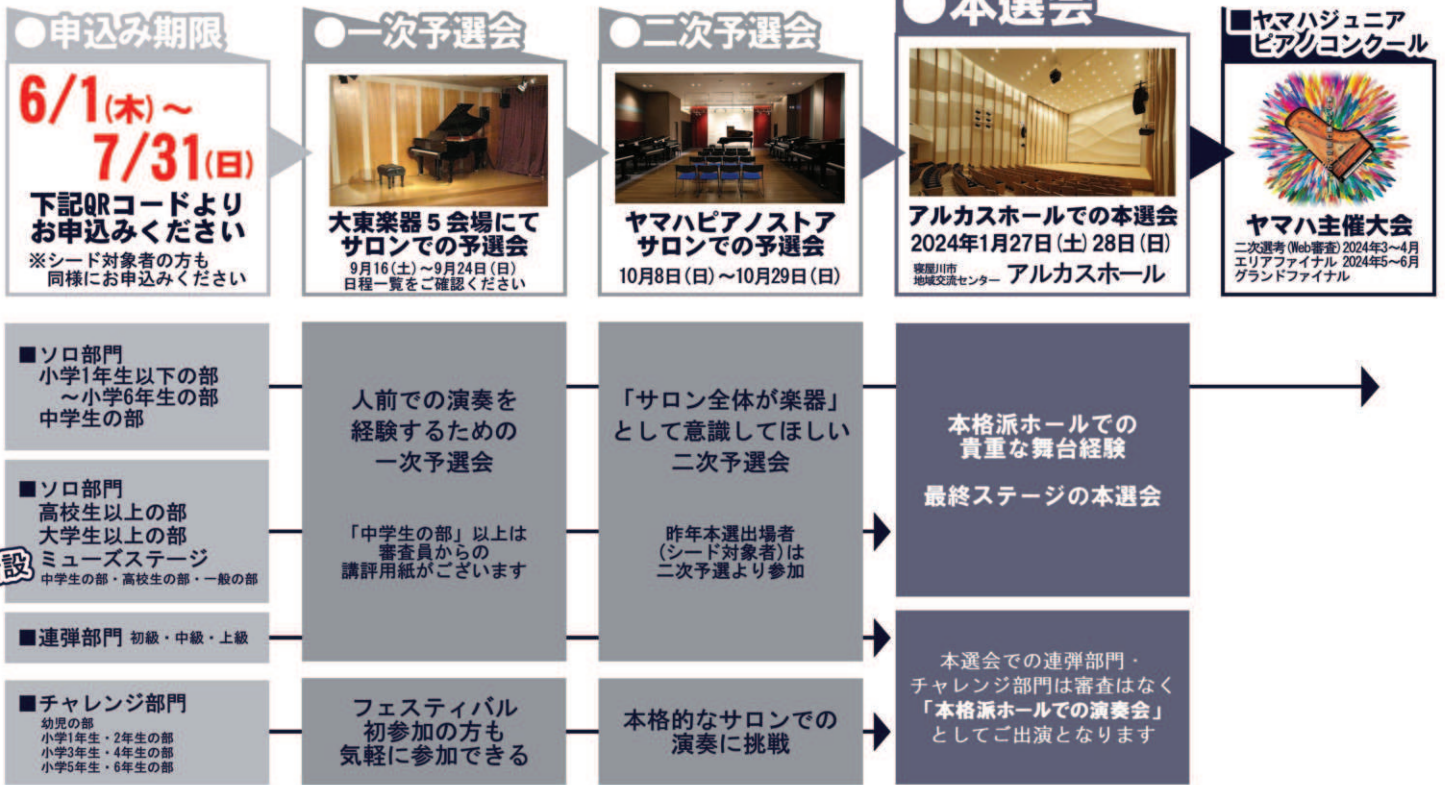 ●申込み期限
6/1(木)～
7/31(日)
下記QRコードより
お申込みください
※シード対象者の方も
同様にお申込みください
●一次予選会
大東楽器5会場にて
サロンでの予選会
9月16(土)～9月24日(日)
日程一覧をご確認ください
●二次予選会
ヤマハピアノストア
サロンでの予選会
10月8日(日)～10月29日(日)
●本選会
アルカスホールでの本選会
2024年1月27日(土)28日(日)
寝屋川市
地域交流センター アルカスホール
■ヤマハジュニア
ピアノコンクール
ヤマハ主催大会
二次選考(Web審査)2024年3～4月
エリアファイナル 2024年5～6月
グランドファイナル
■ソロ部門
小学1年生以下の部
～小学6年生の部
中学生の部
■ソロ部門
高校生以上の部
大学生以上の部
設 ミューズステージ
中学生の部・高校生の部・一般の部
■連弾部門 初級・中級・上級
■チャレンジ部門
幼児の部
小学1年生・2年生の部
小学3年生・4年生の部
小学5年生・6年生の部
人前での演奏を
経験するための
一次予選会
「中学生の部」以上は
審査員からの
講評用紙がございます
フェスティバル
初参加の方も
気軽に参加できる
「サロン全体が楽器」
として意識してほしい
二次予選会
昨年本選出場者
(シード対象者)は
二次予選より参加
本格的なサロンでの
演奏に挑戦
本格派ホールでの
貴重な舞台経験
最終ステージの本選会
本選会での連弾部門・
チャレンジ部門は審査はなく
「本格派ホールでの演奏会」
としてご出演となります